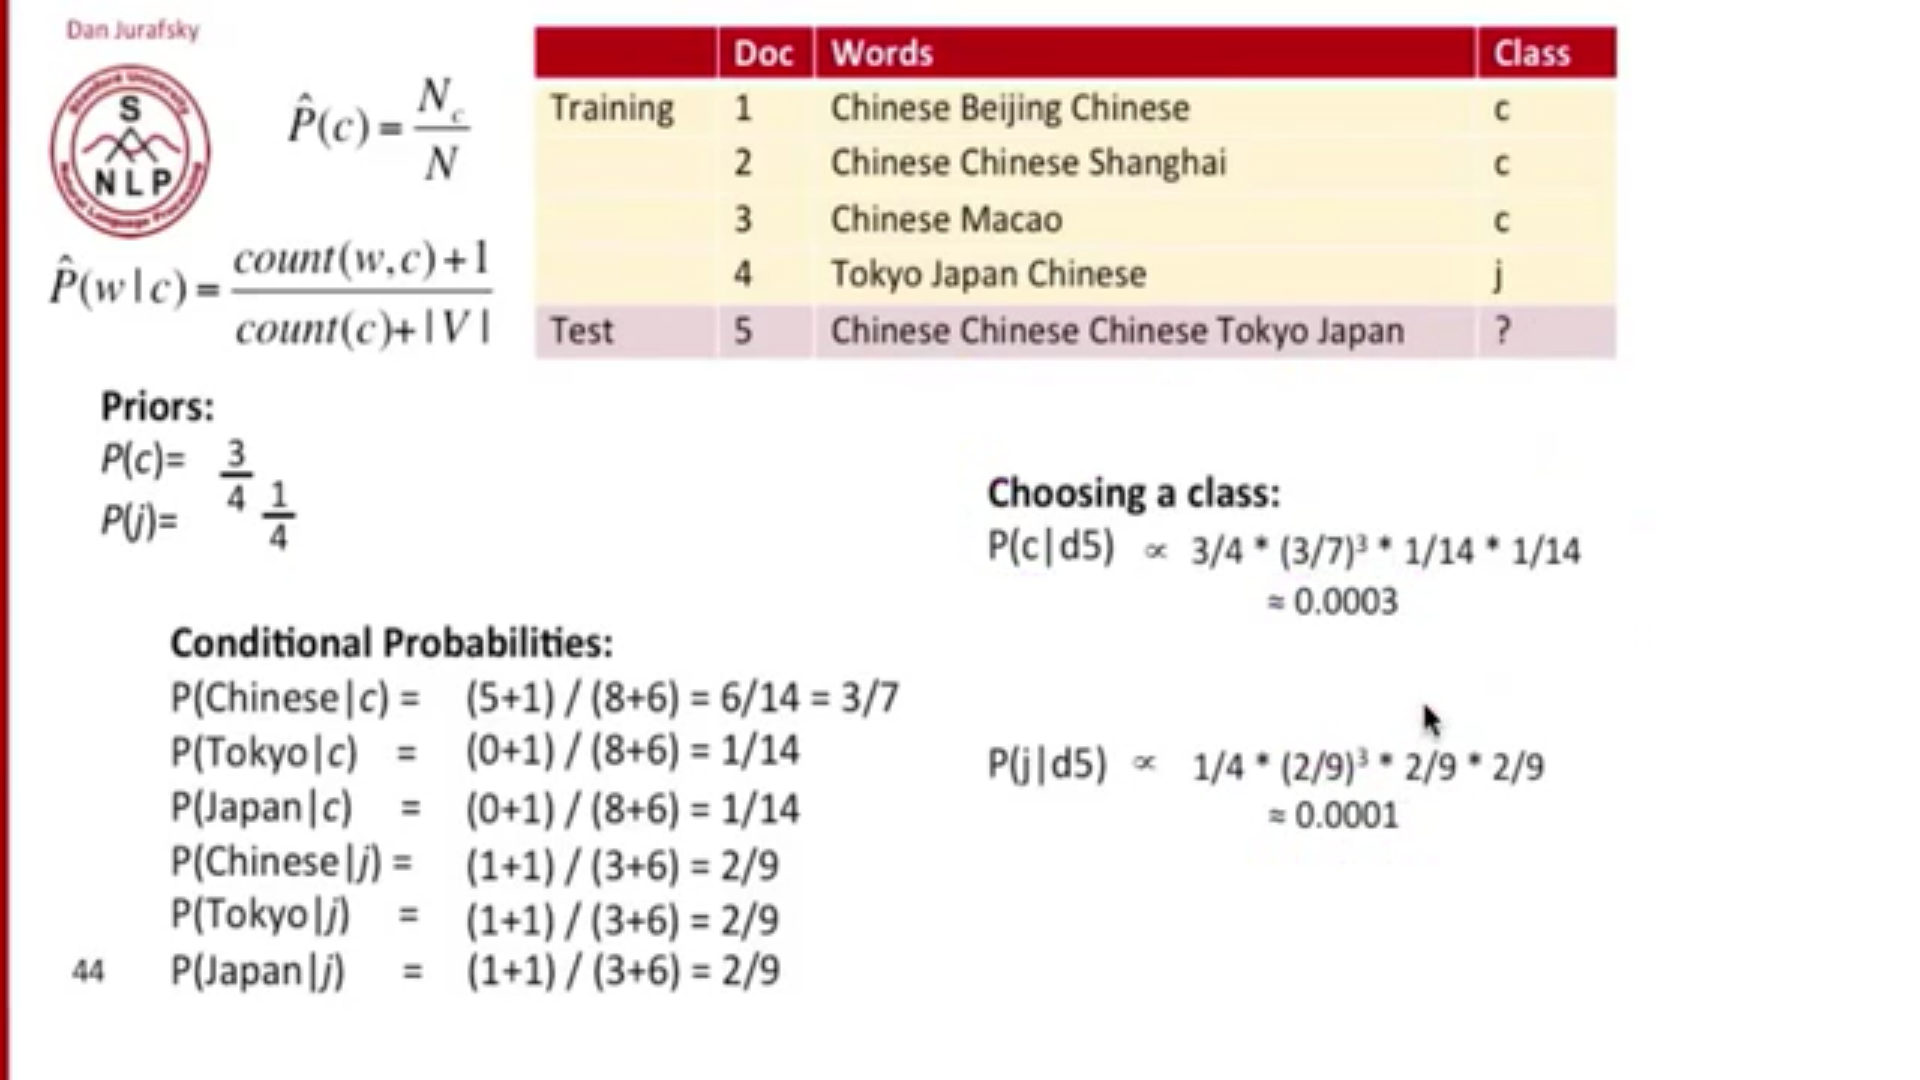 Dan Jurafsky
Stanford University
S
N L P
Natural Language Processing
P̂(c) = N_c / N
P̂(w|c) = count(w,c)+1 / count(c)+|V|
Doc Words Class
Training 1 Chinese Beijing Chinese c
2 Chinese Chinese Shanghai c
3 Chinese Macao c
4 Tokyo Japan Chinese j
Test 5 Chinese Chinese Chinese Tokyo Japan ?
Priors:
P(c)= 3/4
P(j)= 1/4
Conditional Probabilities:
P(Chinese|c) = (5+1) / (8+6) = 6/14 = 3/7
P(Tokyo|c) = (0+1) / (8+6) = 1/14
P(Japan|c) = (0+1) / (8+6) = 1/14
P(Chinese|j) = (1+1) / (3+6) = 2/9
P(Tokyo|j) = (1+1) / (3+6) = 2/9
P(Japan|j) = (1+1) / (3+6) = 2/9
Choosing a class:
P(c|d5) ∝ 3/4 * (3/7)³ * 1/14 * 1/14
≈ 0.0003
P(j|d5) ∝ 1/4 * (2/9)³ * 2/9 * 2/9
≈ 0.0001
44